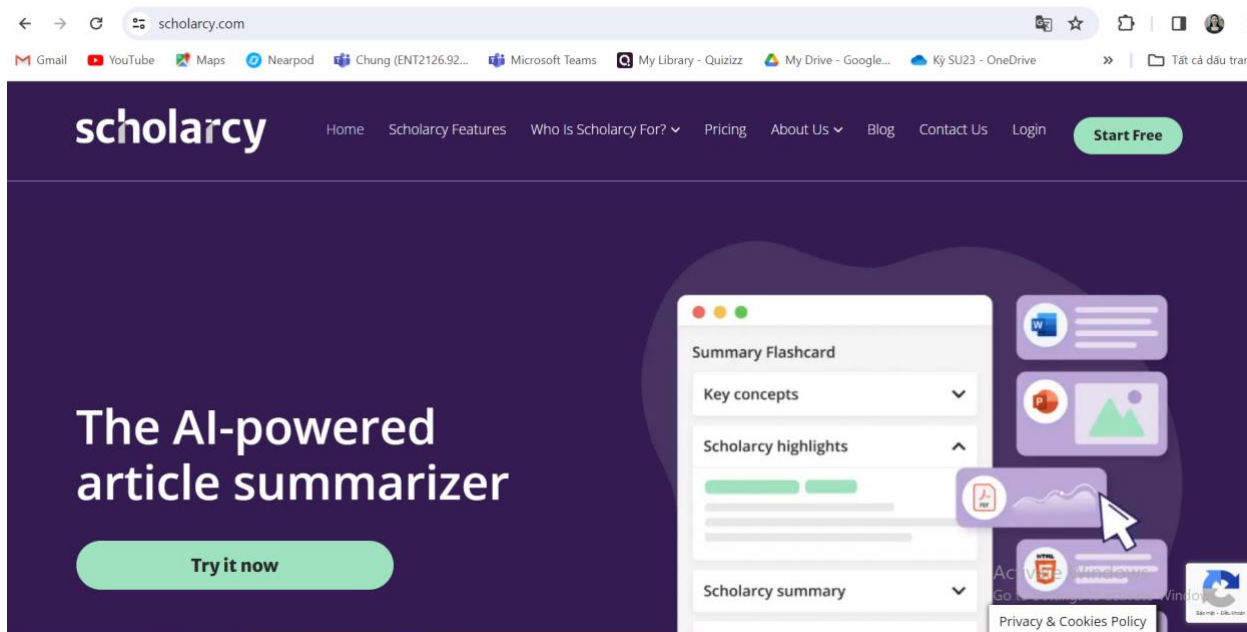 scholarcy.com
Gmail YouTube Maps Nearpod Chung (ENT2126.92... Microsoft Teams My Library - Quizizz My Drive - Google... Kỳ SU23 - OneDrive » Tất cả dấu tran
scholarcy Home Scholarcy Features Who Is Scholarcy For? Pricing About Us Blog Contact Us Login Start Free
Summary Flashcard
Key concepts
Scholarcy highlights
The AI-powered
article summarizer
PDF
HTML
Try it now
Scholarcy summary
Privacy & Cookies Policy